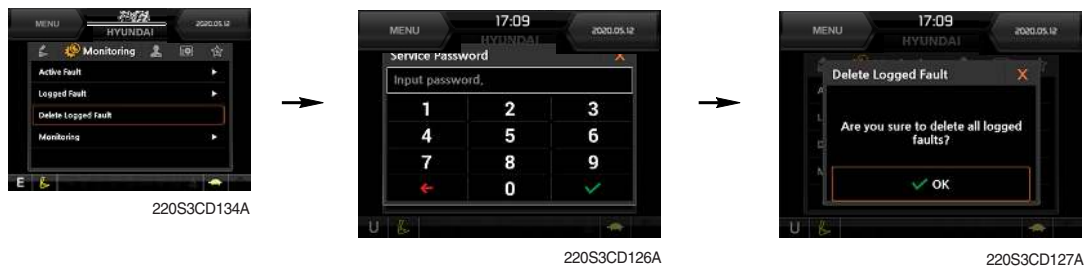 MENU
HYUNDAI
2020.05.12
Monitoring
Active Fault
Logged Fault
Delete Logged Fault
Monitoring
E
220S3CD134A
MENU
17:09
HYUNDAI
2020.05.12
Service Password
X
Input password,
1 2 3
4 5 6
7 8 9
0
U
220S3CD126A
MENU
17:09
HYUNDAI
2020.05.12
Delete Logged Fault
X
Are you sure to delete all logged
faults?
OK
U
220S3CD127A